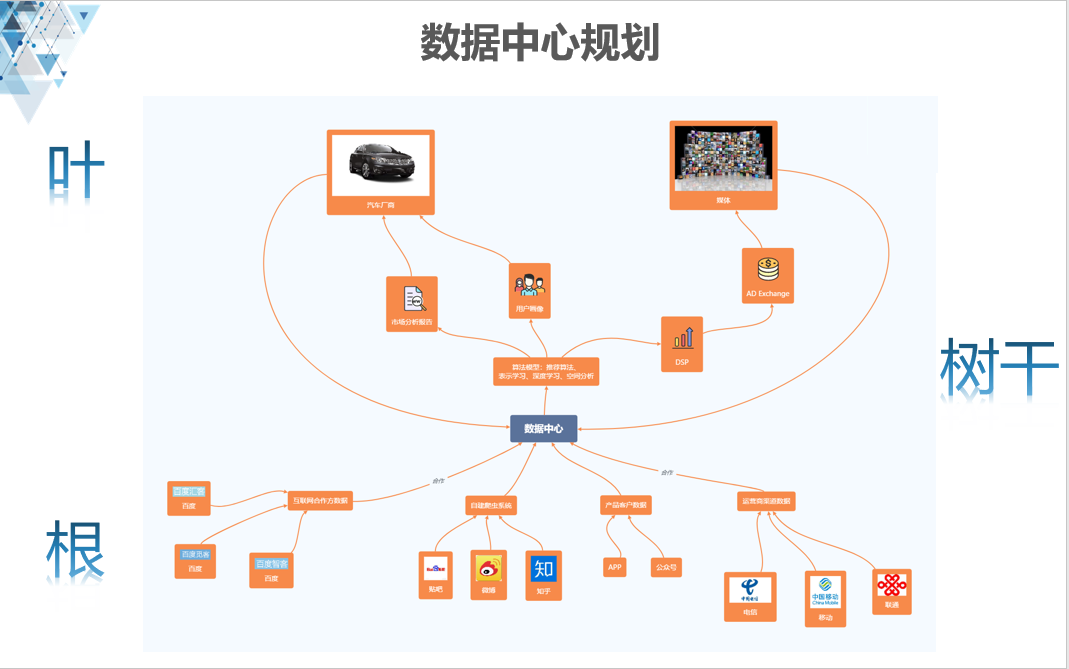 数据中心规划
叶
汽车厂商
媒体
市场分析报告
用户画像
AD Exchange
DSP
树干
算法模型：推荐算法、
表示学习、深度学习、空间分析
数据中心
合作
合作
百度汇客
百度
互联网合作方数据
自建爬虫系统
产品客户数据
运营商渠道数据
根
百度觅客
百度
百度智客
百度
贴吧
微博
知
知乎
APP
公众号
中国电信
电信
中国移动
China Mobile
移动
联通